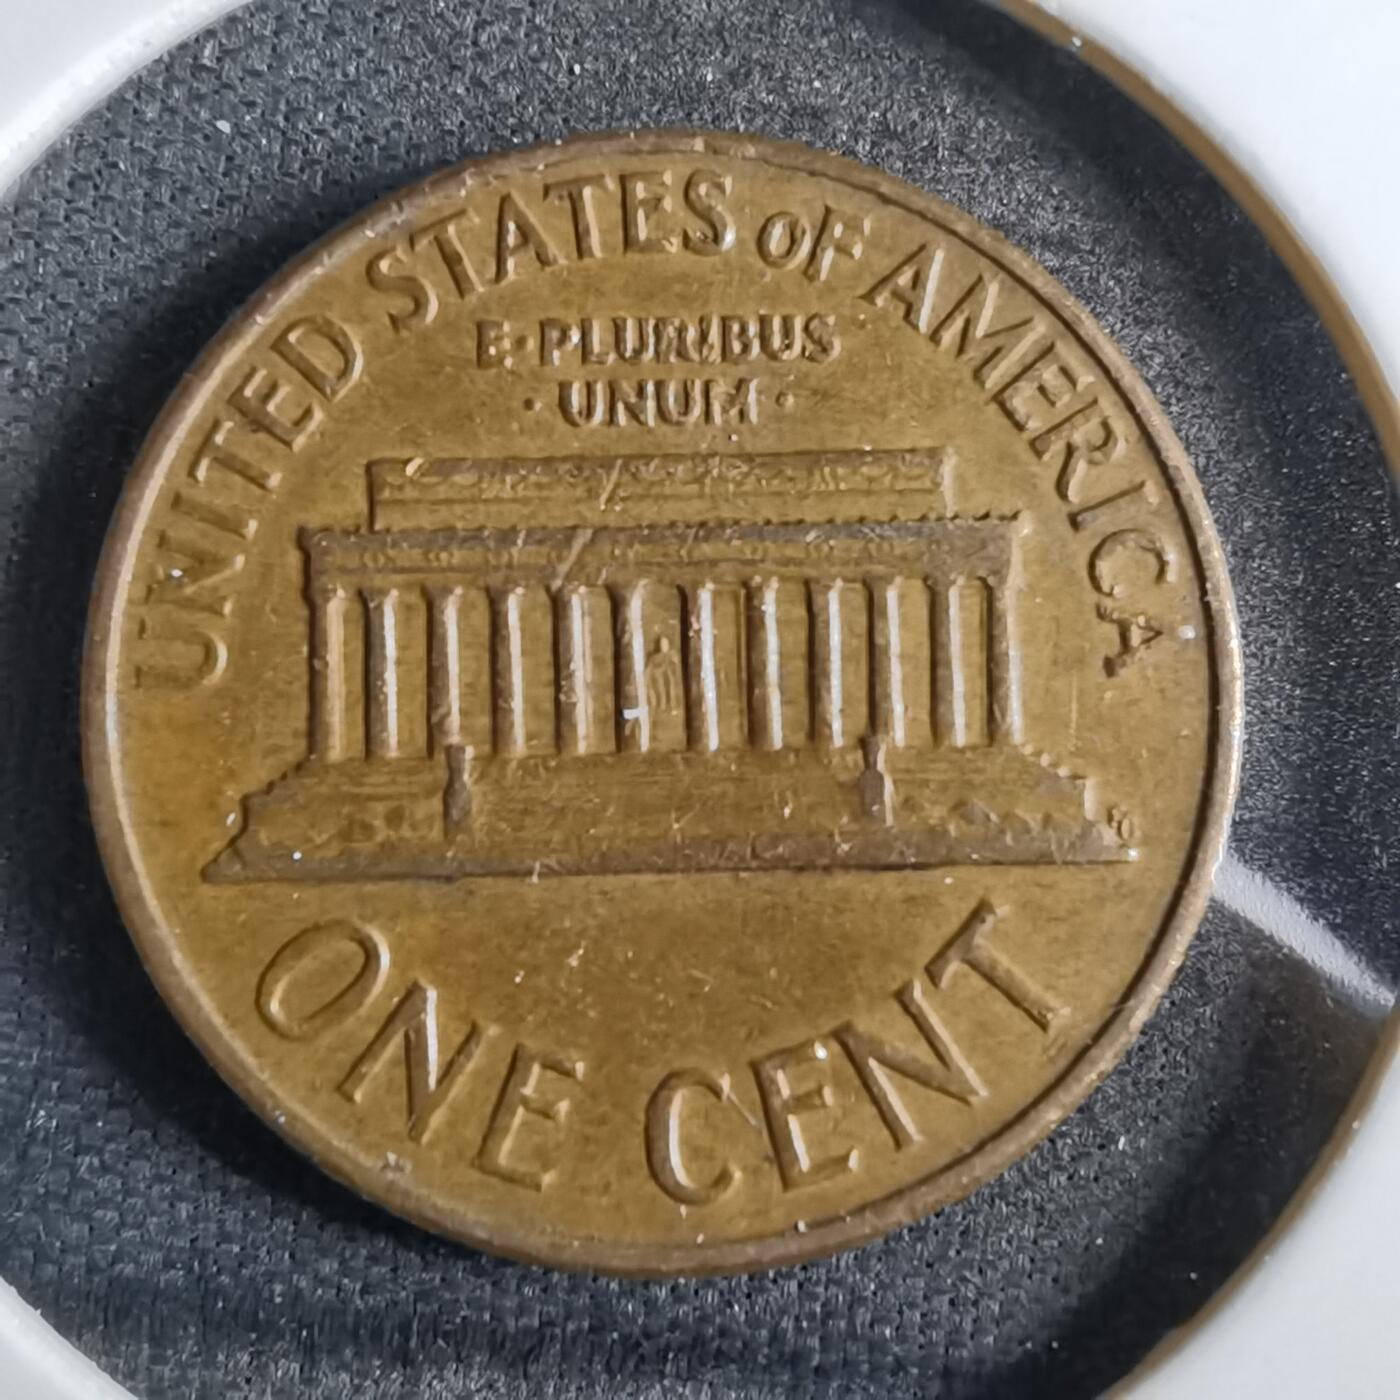 UNITED STATES OF AMERICA
E·PLURIBUS
·UNUM·
ONE CENT